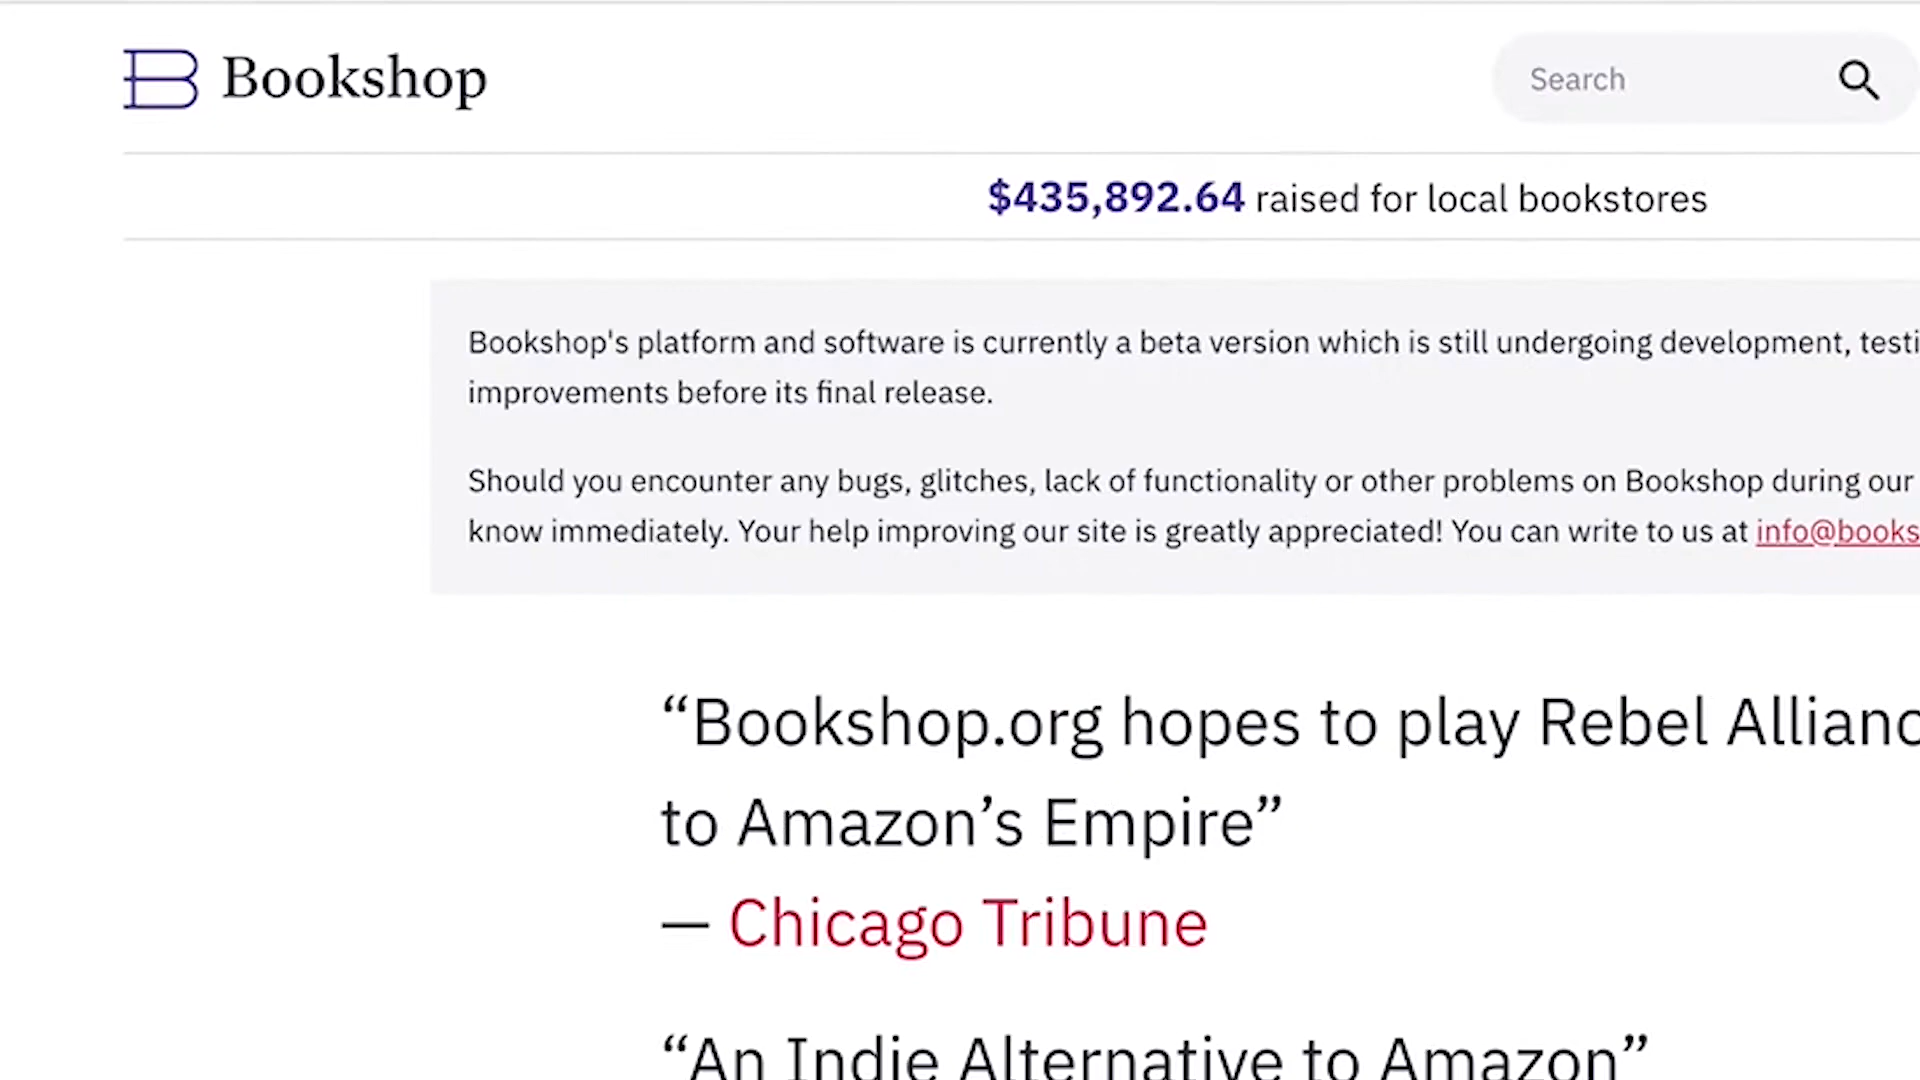 Bookshop
Search
$435,892.64 raised for local bookstores
Bookshop's platform and software is currently a beta version which is still undergoing development,
improvements before its final release.
Should you encounter any bugs, glitches, lack of functionality or other problems on Bookshop during our
know immediately. Your help improving our site is greatly appreciated! You can write to us at info@books
“Bookshop.org hopes to play Rebel
to Amazon’s Empire”
— Chicago Tribune
“An Indie Alternative to Amazon”